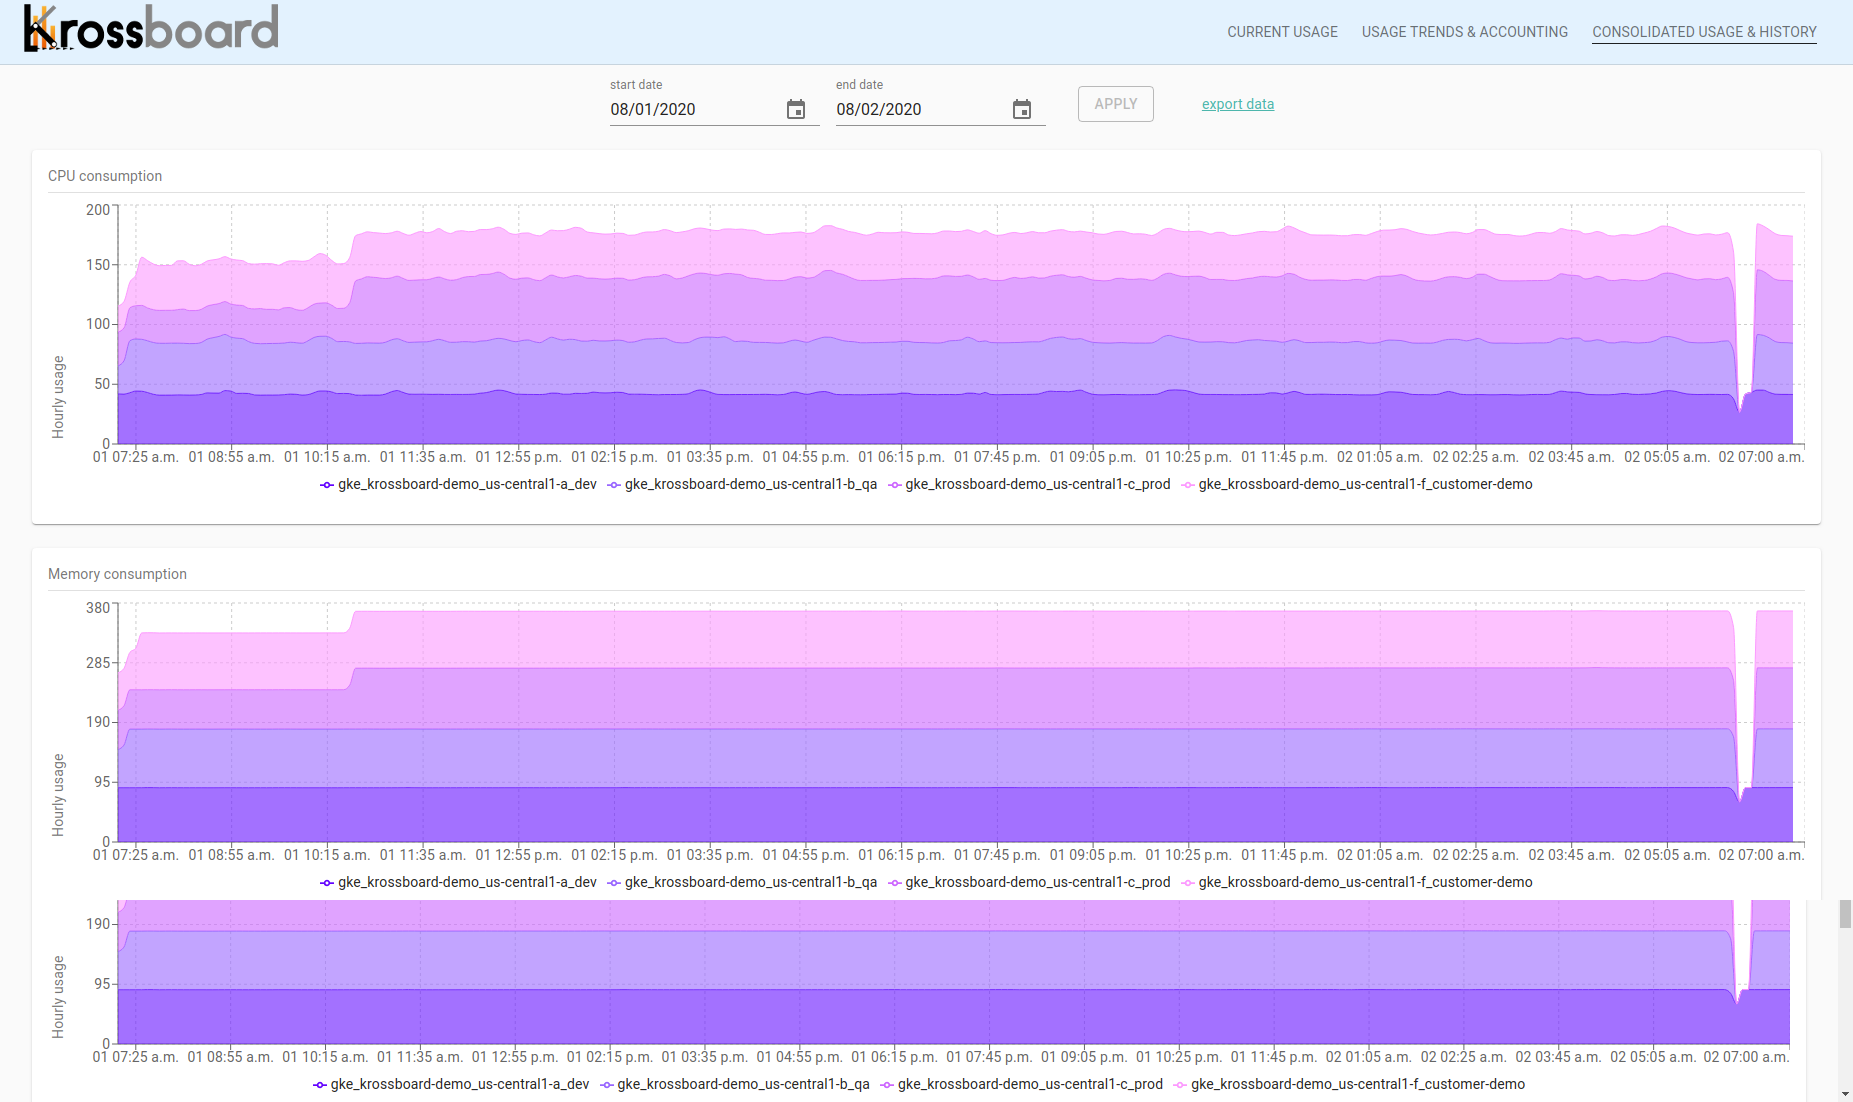 Krossboard
CURRENT USAGE USAGE TRENDS & ACCOUNTING CONSOLIDATED USAGE & HISTORY
start date end date
08/01/2020 08/02/2020 APPLY export data
CPU consumption
200
150
100
50
0
Hourly usage
01 07:25 a.m. 01 08:55 a.m. 01 10:15 a.m. 01 11:35 a.m. 01 12:55 p.m. 01 02:15 p.m. 01 03:35 p.m. 01 04:55 p.m. 01 06:15 p.m. 01 07:45 p.m. 01 09:05 p.m. 01 10:25 p.m. 01 11:45 p.m. 02 01:05 a.m. 02 02:25 a.m. 02 03:45 a.m. 02 05:05 a.m. 02 07:00 a.m.
gke_krossboard-demo_us-central1-a_dev gke_krossboard-demo_us-central1-b_qa gke_krossboard-demo_us-central1-c_prod gke_krossboard-demo_us-central1-f_customer-demo
Memory consumption
380
285
190
95
0
Hourly usage
01 07:25 a.m. 01 08:55 a.m. 01 10:15 a.m. 01 11:35 a.m. 01 12:55 p.m. 01 02:15 p.m. 01 03:35 p.m. 01 04:55 p.m. 01 06:15 p.m. 01 07:45 p.m. 01 09:05 p.m. 01 10:25 p.m. 01 11:45 p.m. 02 01:05 a.m. 02 02:25 a.m. 02 03:45 a.m. 02 05:05 a.m. 02 07:00 a.m.
gke_krossboard-demo_us-central1-a_dev gke_krossboard-demo_us-central1-b_qa gke_krossboard-demo_us-central1-c_prod gke_krossboard-demo_us-central1-f_customer-demo
190
95
0
Hourly usage
01 07:25 a.m. 01 08:55 a.m. 01 10:15 a.m. 01 11:35 a.m. 01 12:55 p.m. 01 02:15 p.m. 01 03:35 p.m. 01 04:55 p.m. 01 06:15 p.m. 01 07:45 p.m. 01 09:05 p.m. 01 10:25 p.m. 01 11:45 p.m. 02 01:05 a.m. 02 02:25 a.m. 02 03:45 a.m. 02 05:05 a.m. 02 07:00 a.m.
gke_krossboard-demo_us-central1-a_dev gke_krossboard-demo_us-central1-b_qa gke_krossboard-demo_us-central1-c_prod gke_krossboard-demo_us-central1-f_customer-demo